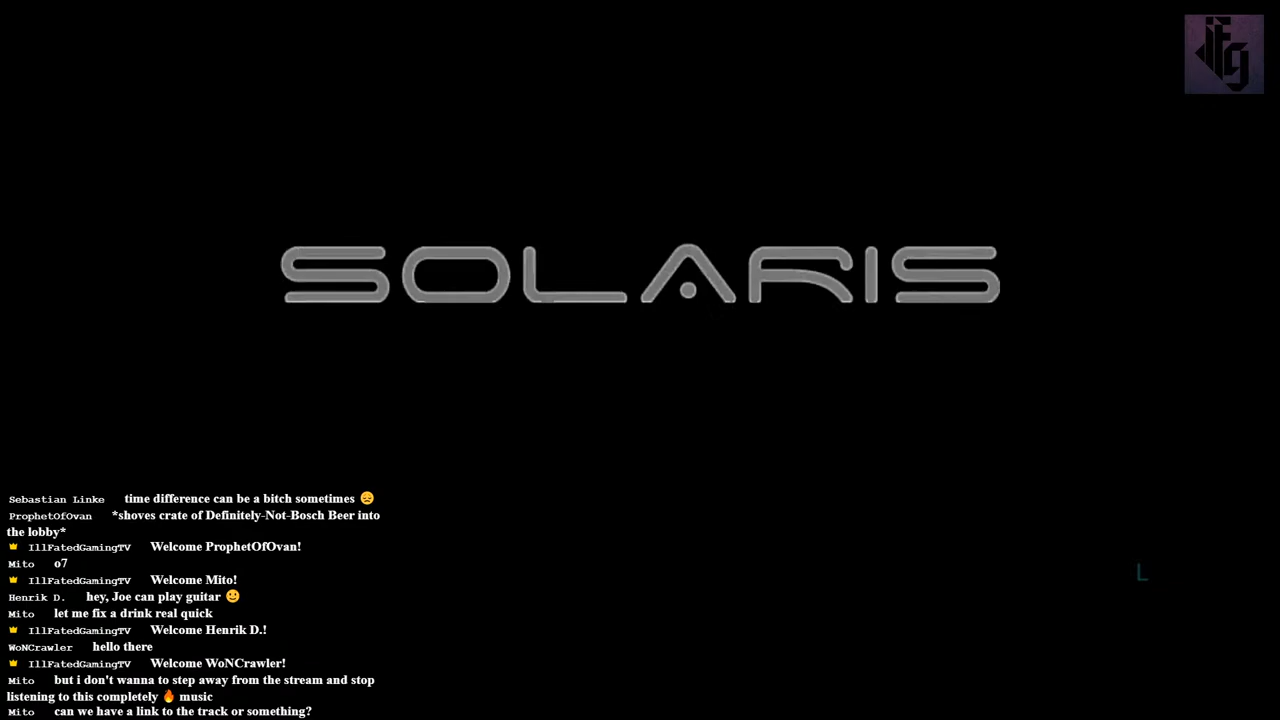 iFg
SOLARIS
Sebastian Linke time difference can be a bitch sometimes 😞
ProphetOfOvan *shoves crate of Definitely-Not-Bosch Beer into
the lobby*
IllFatedGamingTV Welcome ProphetOfOvan!
Mito o7
IllFatedGamingTV Welcome Mito!
L
Henrik D. hey, Joe can play guitar 🙂
Mito let me fix a drink real quick
IllFatedGamingTV Welcome Henrik D.!
WoNCrawler hello there
IllFatedGamingTV Welcome WoNCrawler!
Mito but i don't wanna to step away from the stream and stop
listening to this completely 🔥 music
Mito can we have a link to the track or something?